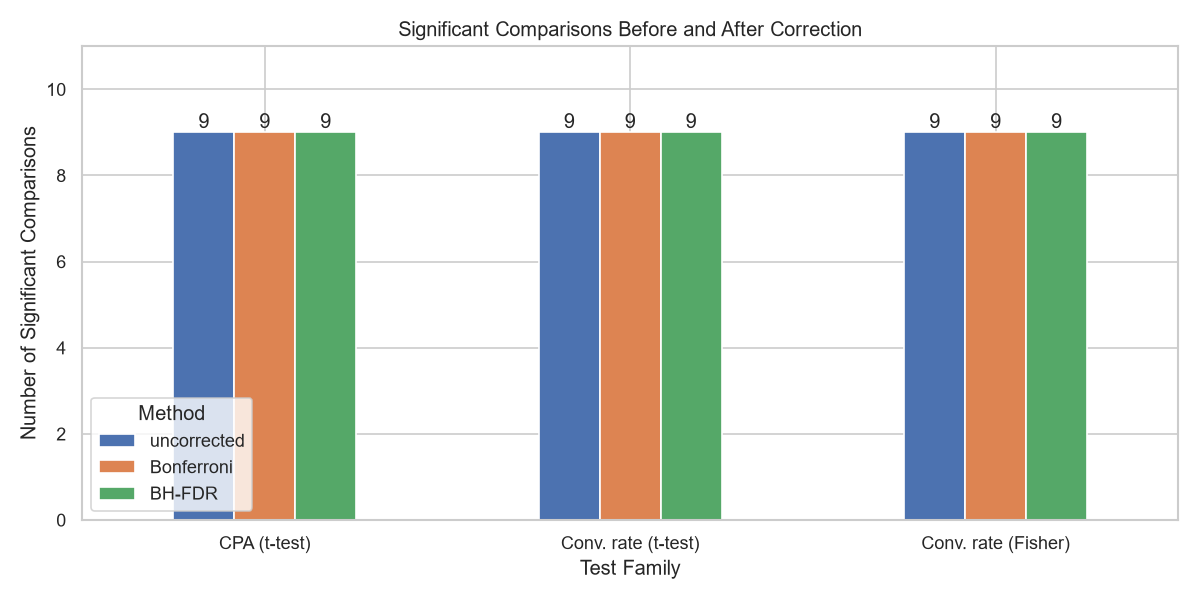 Significant Comparisons Before and After Correction
Number of Significant Comparisons
10
8
6
4
2
0
9 9 9 9 9 9 9 9 9
Method
uncorrected
Bonferroni
BH-FDR
CPA (t-test) Conv. rate (t-test) Conv. rate (Fisher)
Test Family